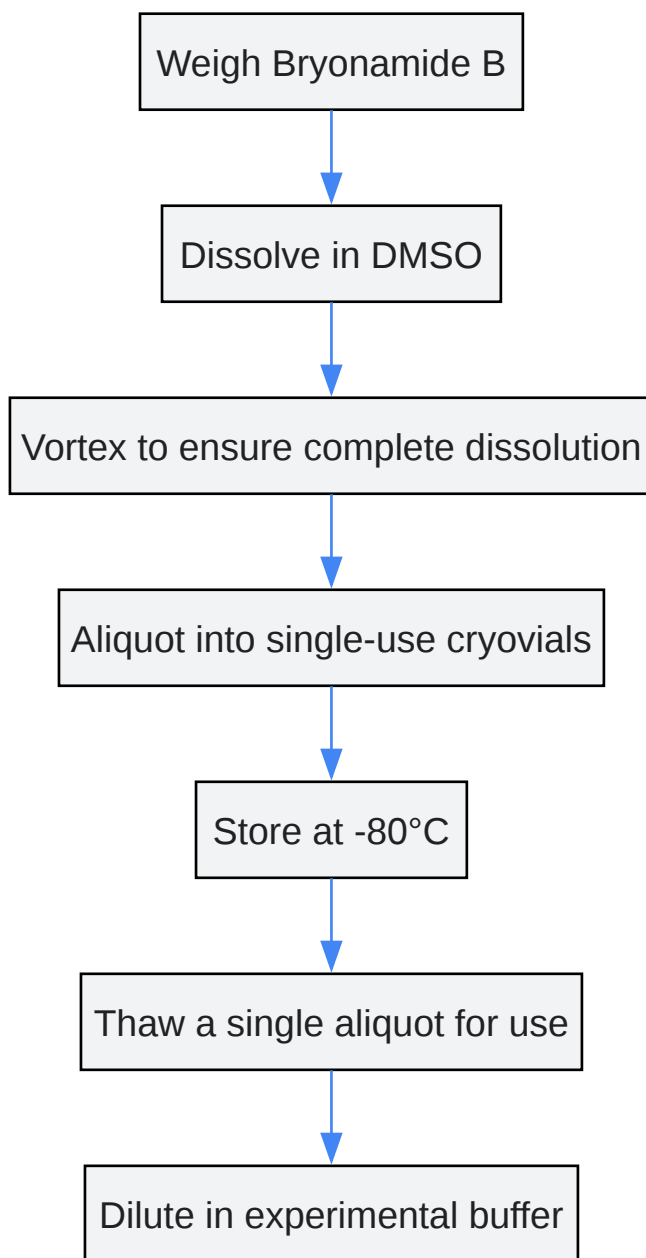 Weigh Bryonamide B
Dissolve in DMSO
Vortex to ensure complete dissolution
Aliquot into single-use cryovials
Store at -80°C
Thaw a single aliquot for use
Dilute in experimental buffer